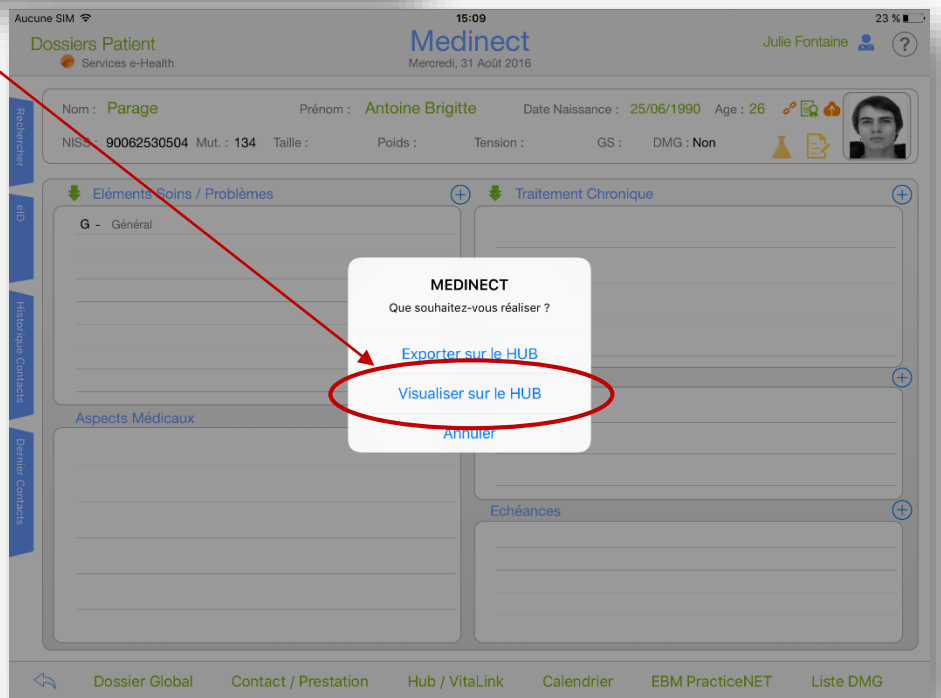 Aucune SIM 15:09 23 %
Dossiers Patient Medinect Julie Fontaine ?
Services e-Health Mercredi, 31 Août 2016
Rechercher
eID
Historique Contacts
Dernier Contacts
Nom : Parage Prénom : Antoine Brigitte Date Naissance : 25/06/1990 Age : 26
NISS : 90062530504 Mut. : 134 Taille : Poids : Tension : GS : DMG : Non
Eléments Soins / Problèmes Traitement Chronique
G - Général
MEDINECT
Que souhaitez-vous réaliser ?
Exporter sur le HUB
Visualiser sur le HUB
Annuler
Aspects Médicaux
Echéances
Dossier Global Contact / Prestation Hub / VitaLink Calendrier EBM PracticeNET Liste DMG